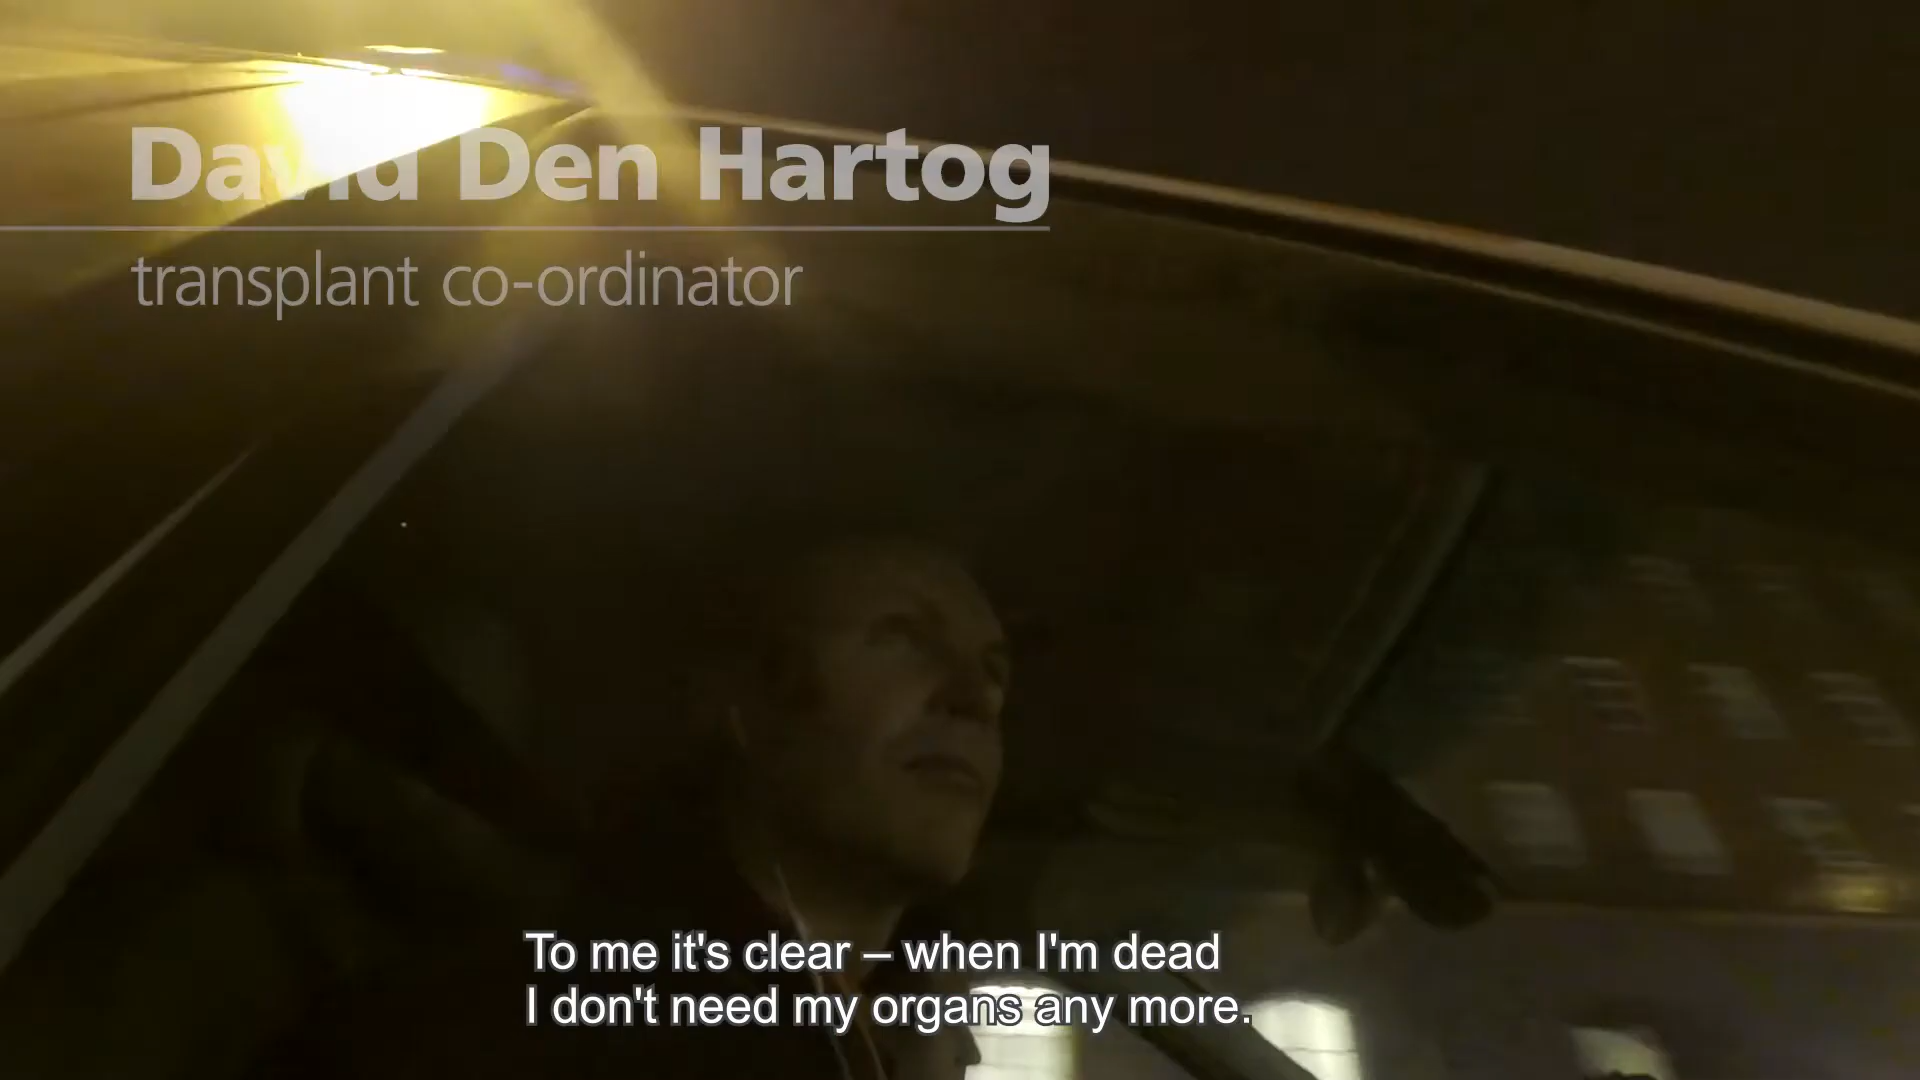 David Den Hartog
transplant co-ordinator
To me it's clear – when I'm dead
I don't need my organs any more.